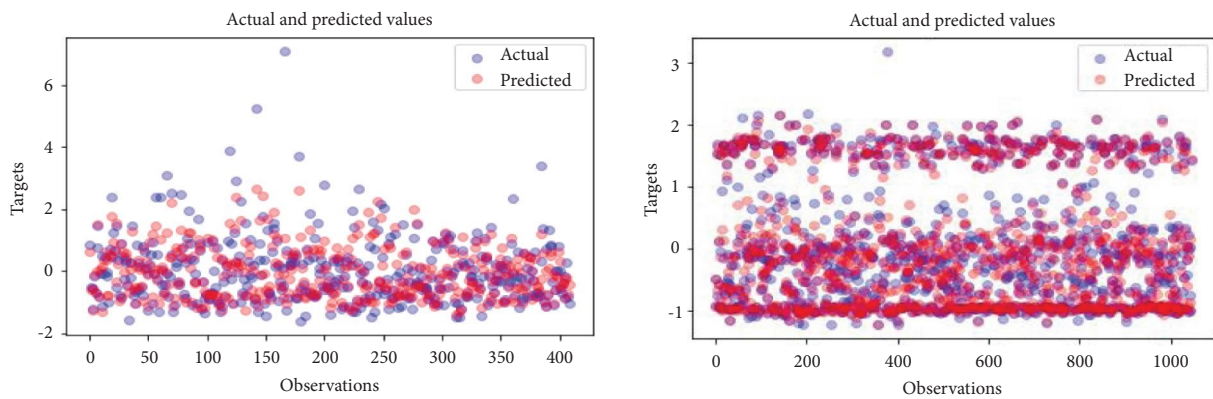 Actual and predicted values
6
4
2
0
-2
Targets
Actual
Predicted
0 50 100 150 200 250 300 350 400
Observations
Actual and predicted values
3
2
1
0
-1
Targets
Actual
Predicted
0 200 400 600 800 1000
Observations